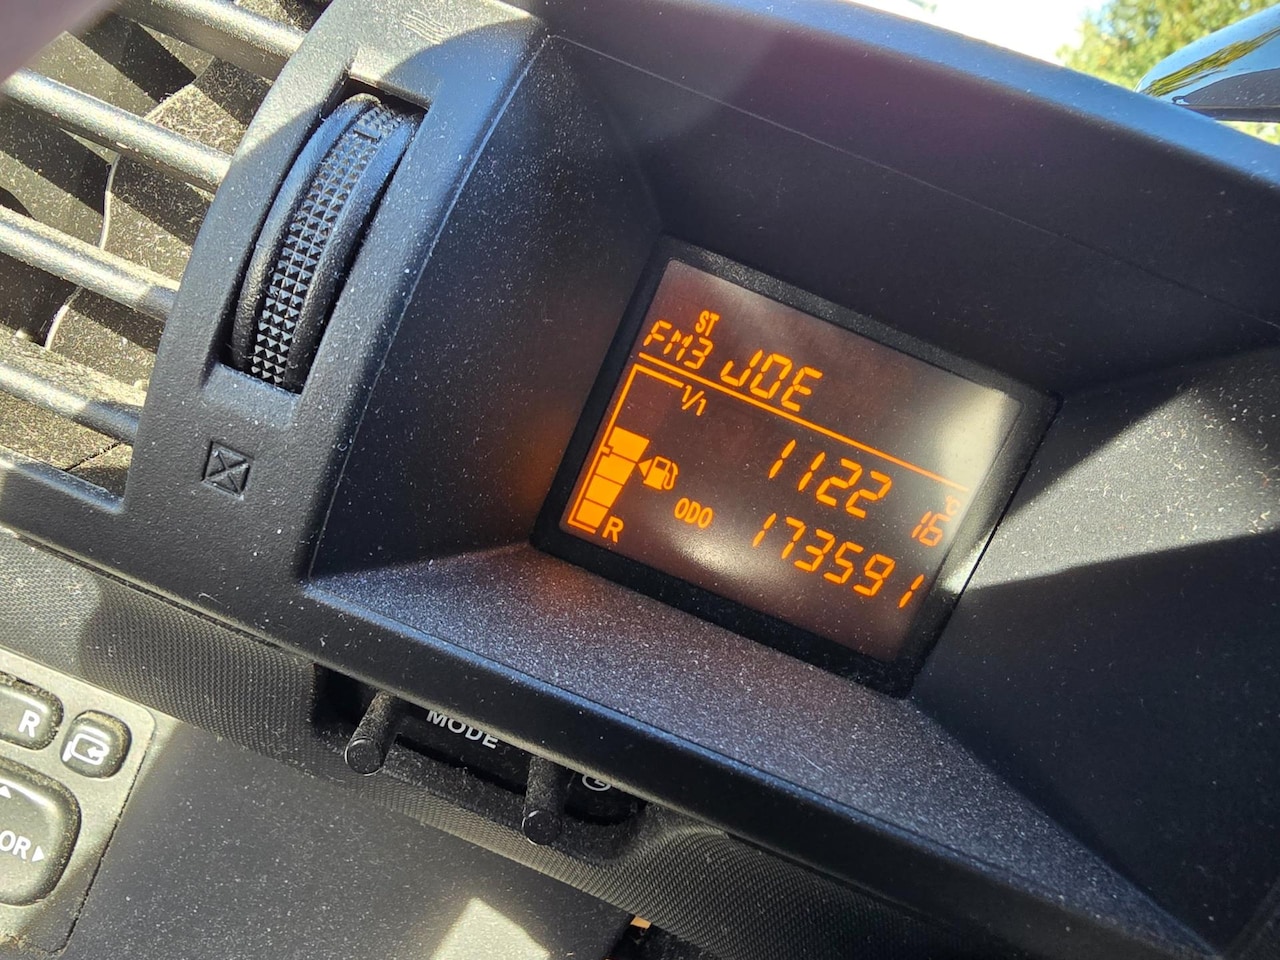 ST
FM3 JOE
1/1
1122
°C
16
ODO 173591
R
MODE
R
OR